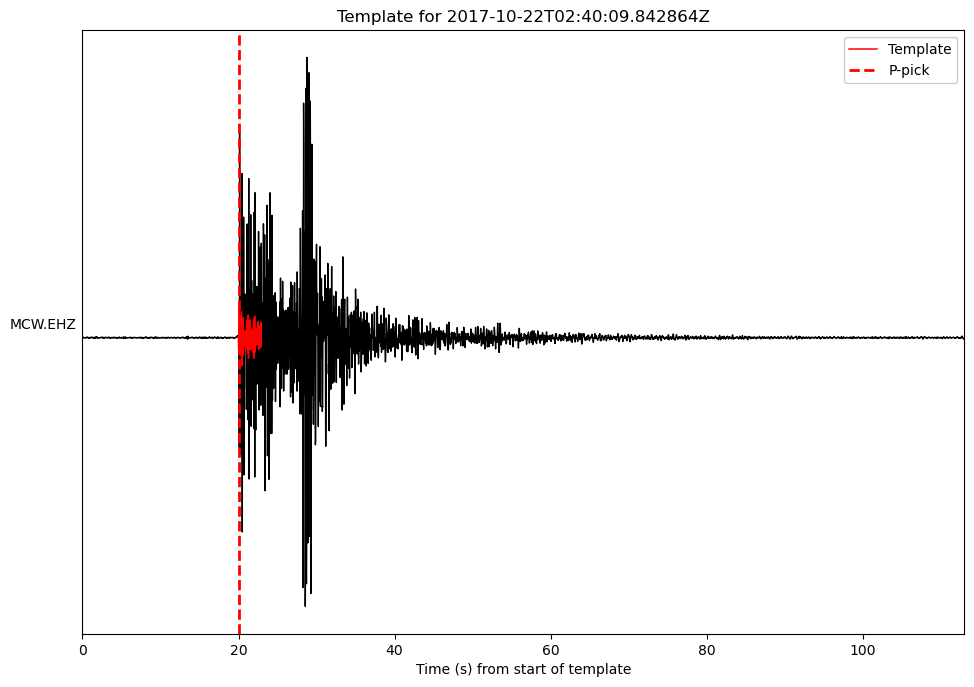 Template for 2017-10-22T02:40:09.842864Z
Template
P-pick
MCW.EHZ
0 20 40 60 80 100
Time (s) from start of template